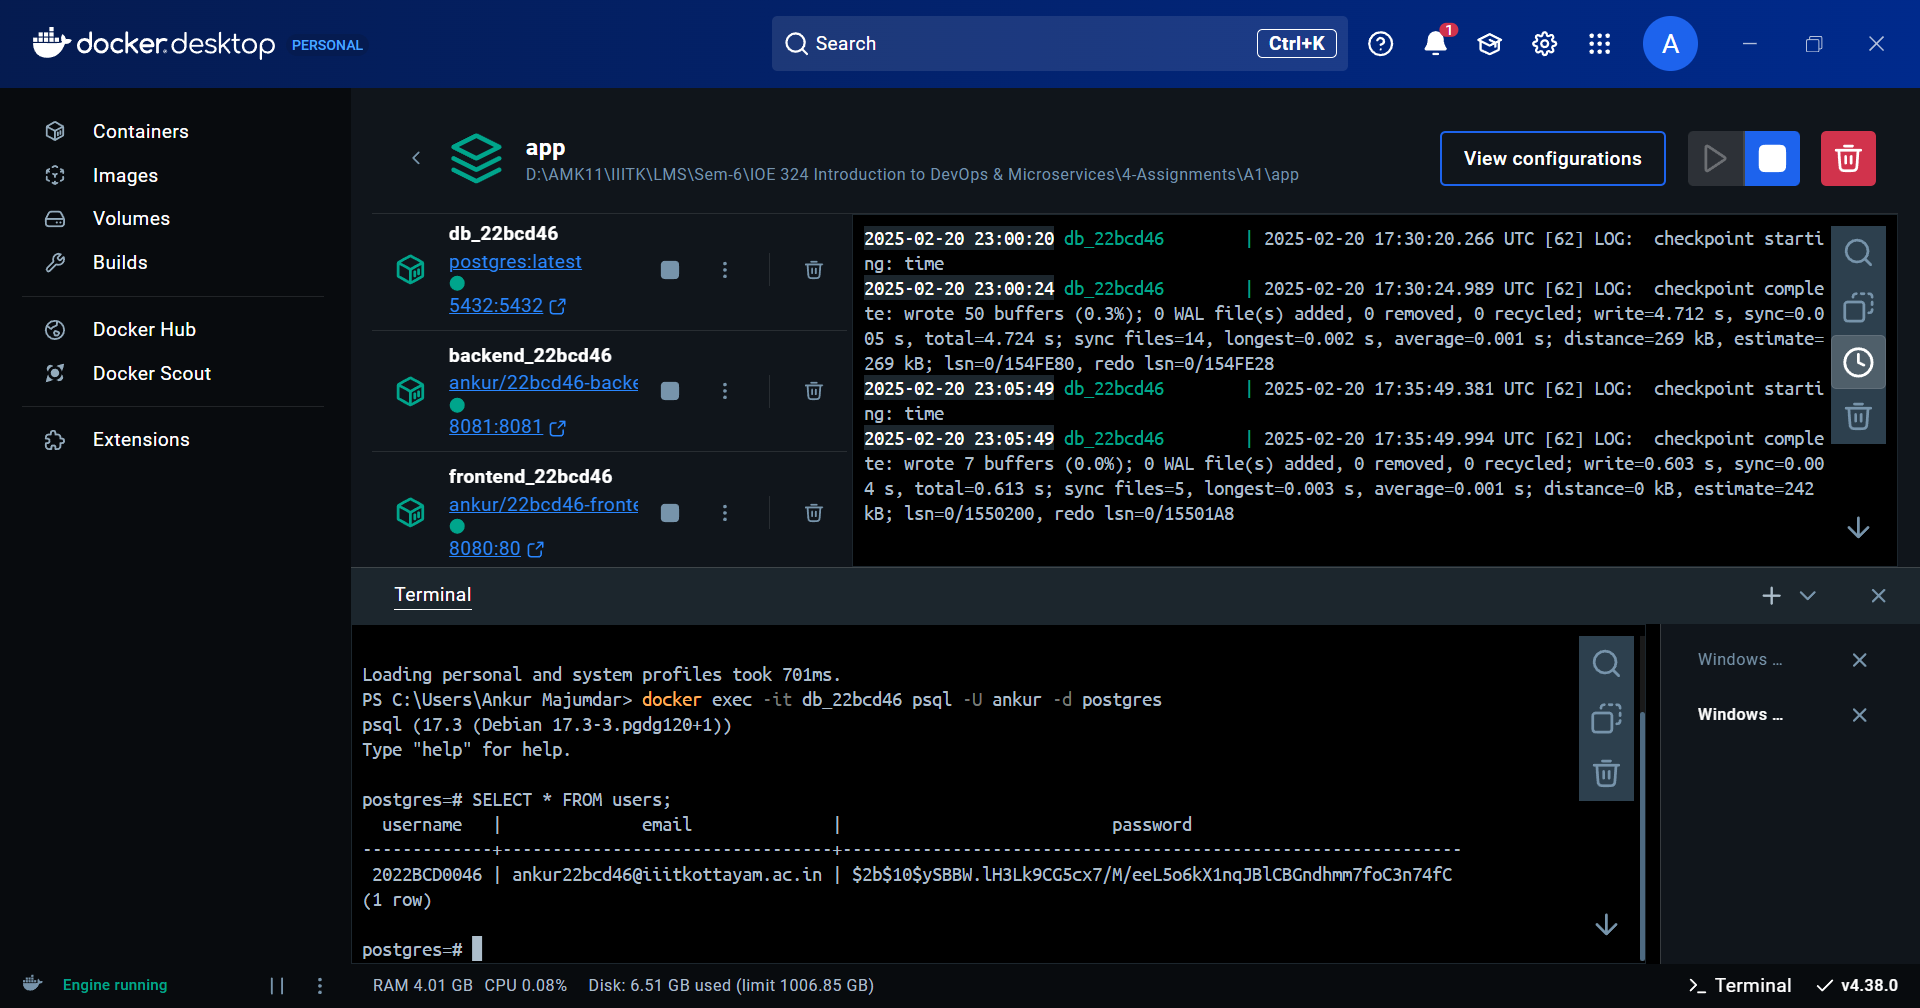 docker.desktop PERSONAL
Search Ctrl+K
1
A
Containers
Images
Volumes
Builds
Docker Hub
Docker Scout
Extensions
app
D:\AMK11\IIITK\LMS\Sem-6\IOE 324 Introduction to DevOps & Microservices\4-Assignments\A1\app
View configurations
db_22bcd46
postgres:latest
5432:5432
backend_22bcd46
ankur/22bcd46-backe
8081:8081
frontend_22bcd46
ankur/22bcd46-fronte
8080:80
2025-02-20 23:00:20 db_22bcd46 | 2025-02-20 17:30:20.266 UTC [62] LOG: checkpoint starti
ng: time
2025-02-20 23:00:24 db_22bcd46 | 2025-02-20 17:30:24.989 UTC [62] LOG: checkpoint comple
te: wrote 50 buffers (0.3%); 0 WAL file(s) added, 0 removed, 0 recycled; write=4.712 s, sync=0.0
05 s, total=4.724 s; sync files=14, longest=0.002 s, average=0.001 s; distance=269 kB, estimate=
269 kB; lsn=0/154FE80, redo lsn=0/154FE28
2025-02-20 23:05:49 db_22bcd46 | 2025-02-20 17:35:49.381 UTC [62] LOG: checkpoint starti
ng: time
2025-02-20 23:05:49 db_22bcd46 | 2025-02-20 17:35:49.994 UTC [62] LOG: checkpoint comple
te: wrote 7 buffers (0.0%); 0 WAL file(s) added, 0 removed, 0 recycled; write=0.603 s, sync=0.00
4 s, total=0.613 s; sync files=5, longest=0.003 s, average=0.001 s; distance=0 kB, estimate=242
kB; lsn=0/1550200, redo lsn=0/15501A8
Terminal
Loading personal and system profiles took 701ms.
PS C:\Users\Ankur Majumdar> docker exec -it db_22bcd46 psql -U ankur -d postgres
psql (17.3 (Debian 17.3-3.pgdg120+1))
Type "help" for help.
postgres=# SELECT * FROM users;
username | email | password
-------------+---------------------------------+--------------------------------------------------------------
2022BCD0046 | ankur22bcd46@iiitkottayam.ac.in | $2b$10$ySBBW.lH3Lk9CG5cx7/M/eeL5o6kX1nqJBlCBGndhmm7foC3n74fC
(1 row)
postgres=#
Windows ...
Windows ...
Engine running
RAM 4.01 GB CPU 0.08% Disk: 6.51 GB used (limit 1006.85 GB)
>_ Terminal
v4.38.0